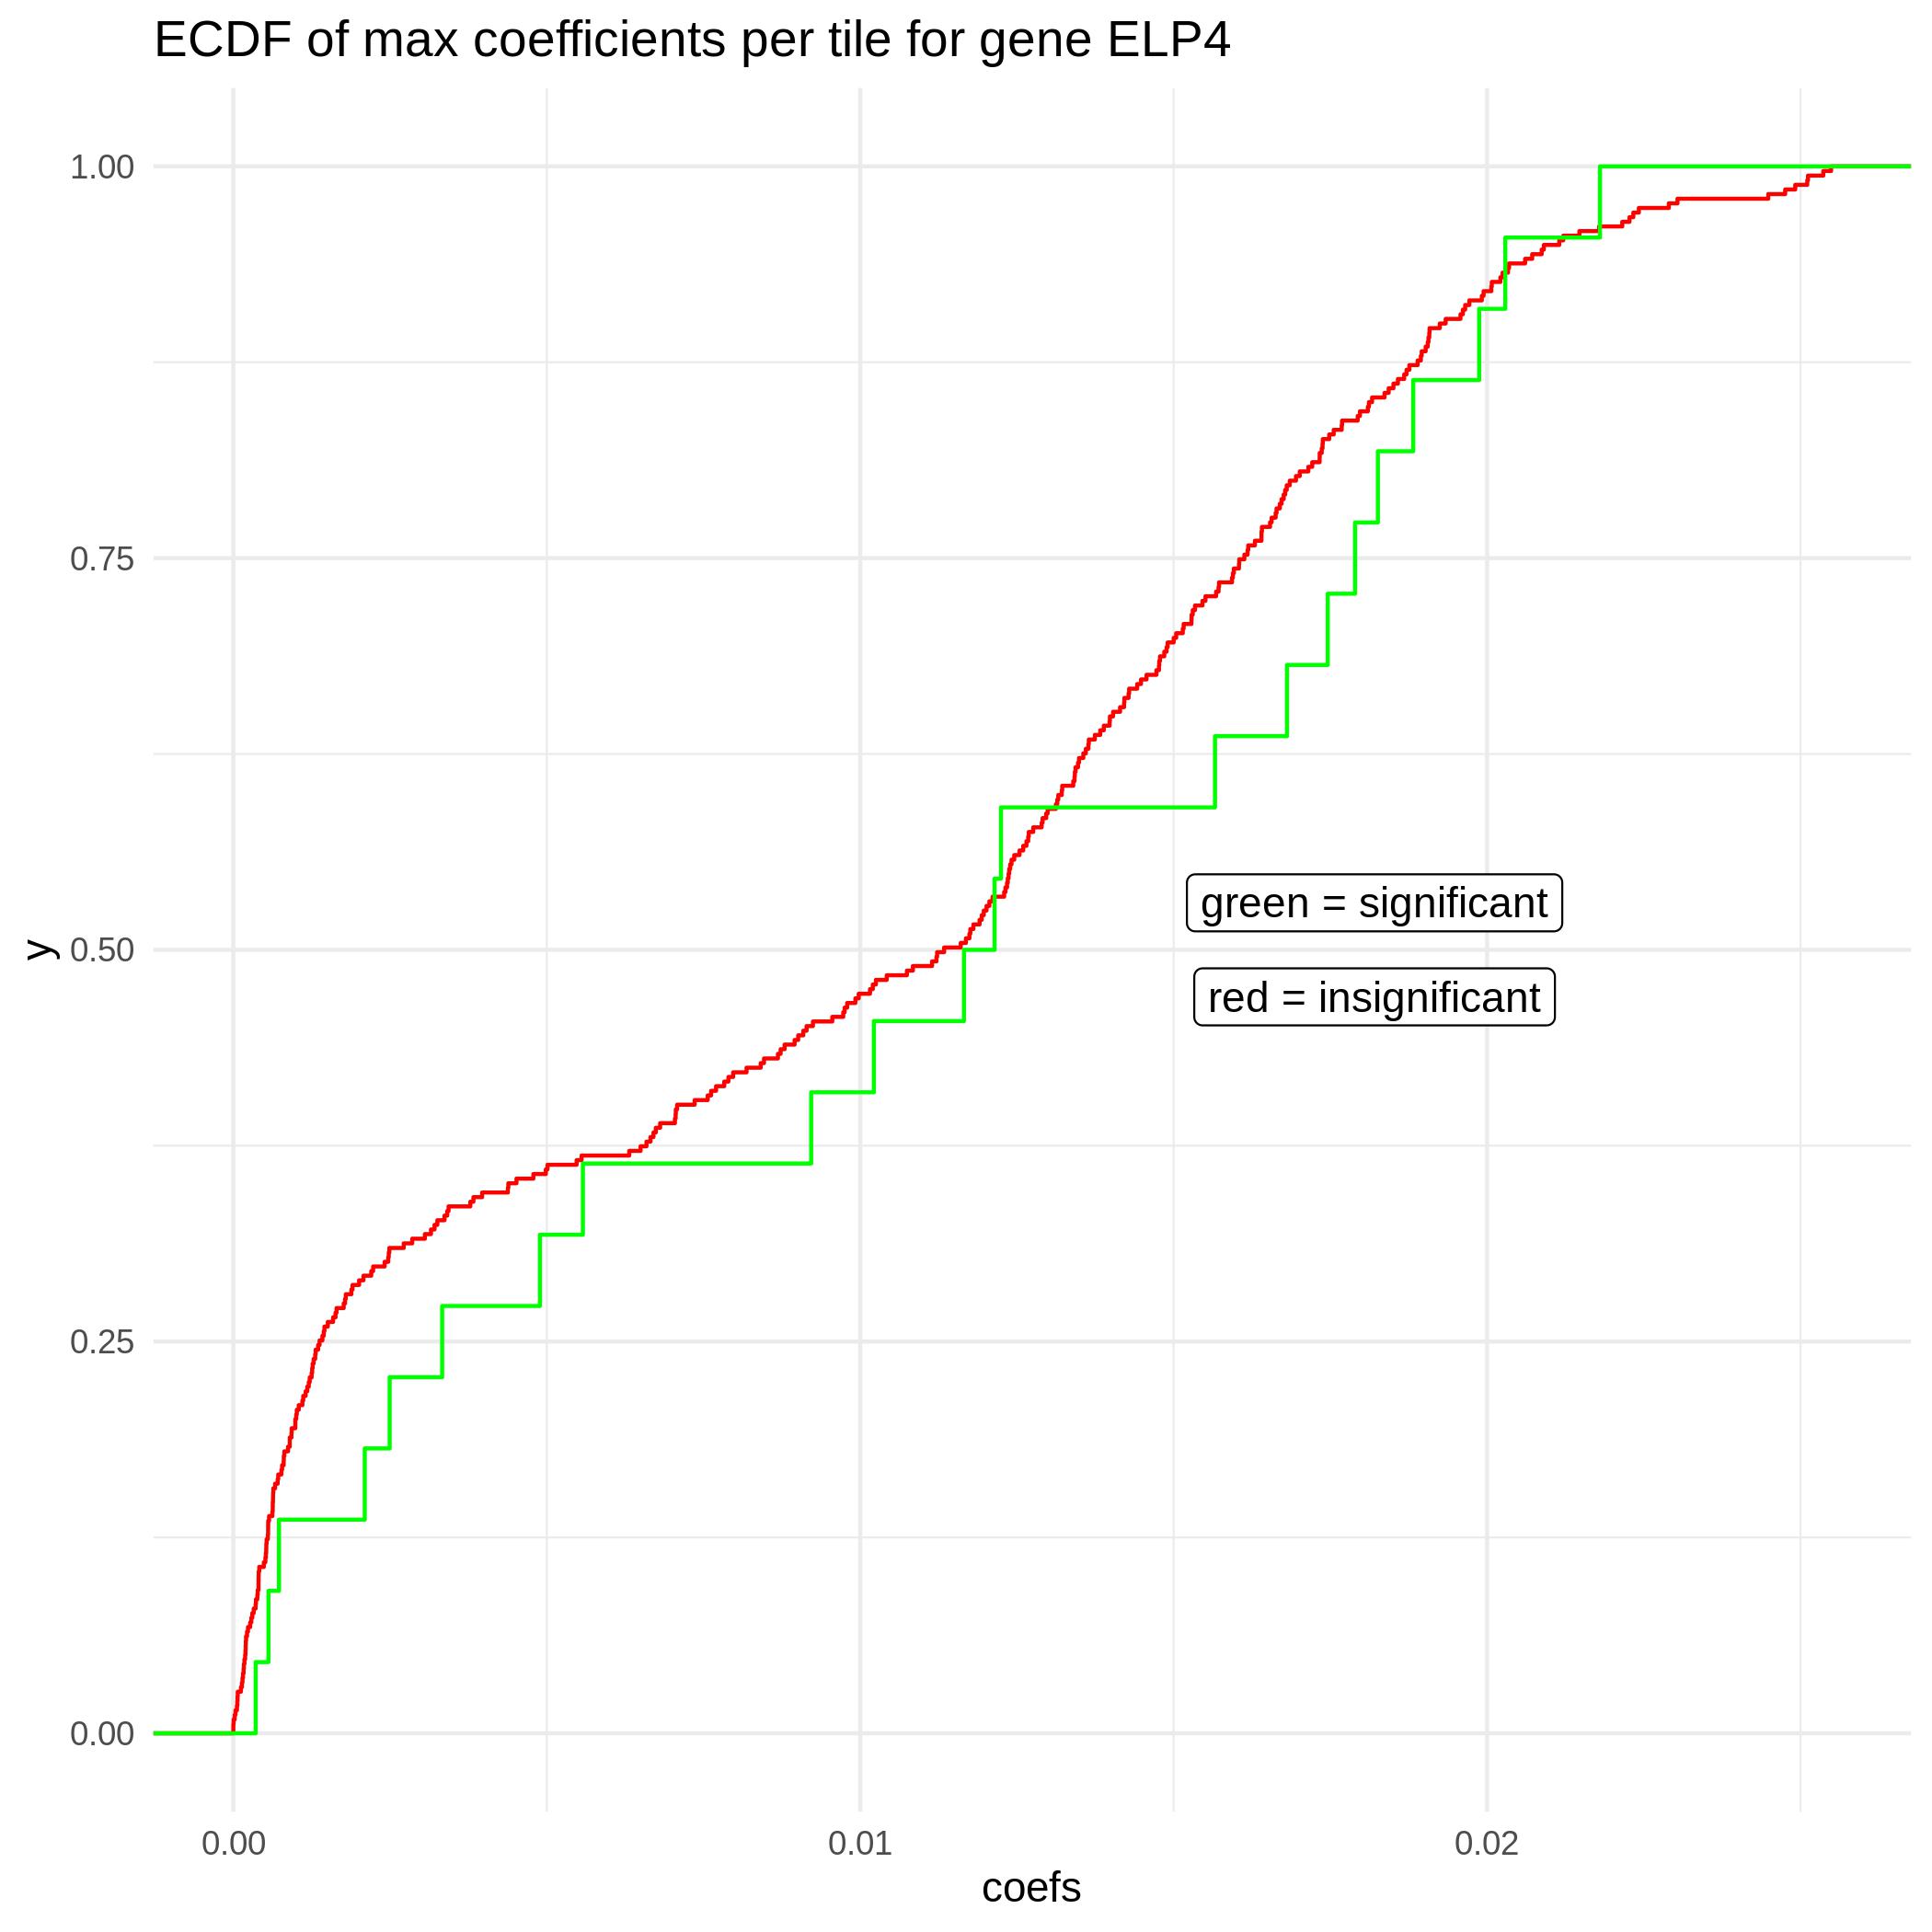 ECDF of max coefficients per tile for gene ELP4
y
1.00
0.75
0.50
0.25
0.00
green = significant
red = insignificant
0.00 0.01 0.02
coefs